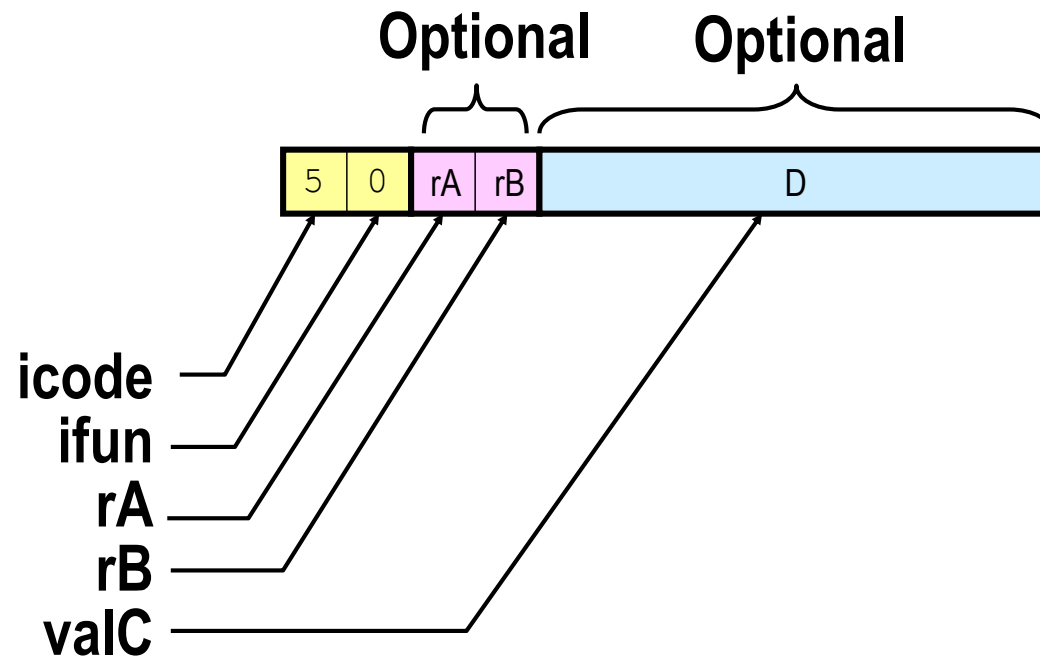 Optional Optional
5 0 rA rB D
icode
ifun
rA
rB
valC